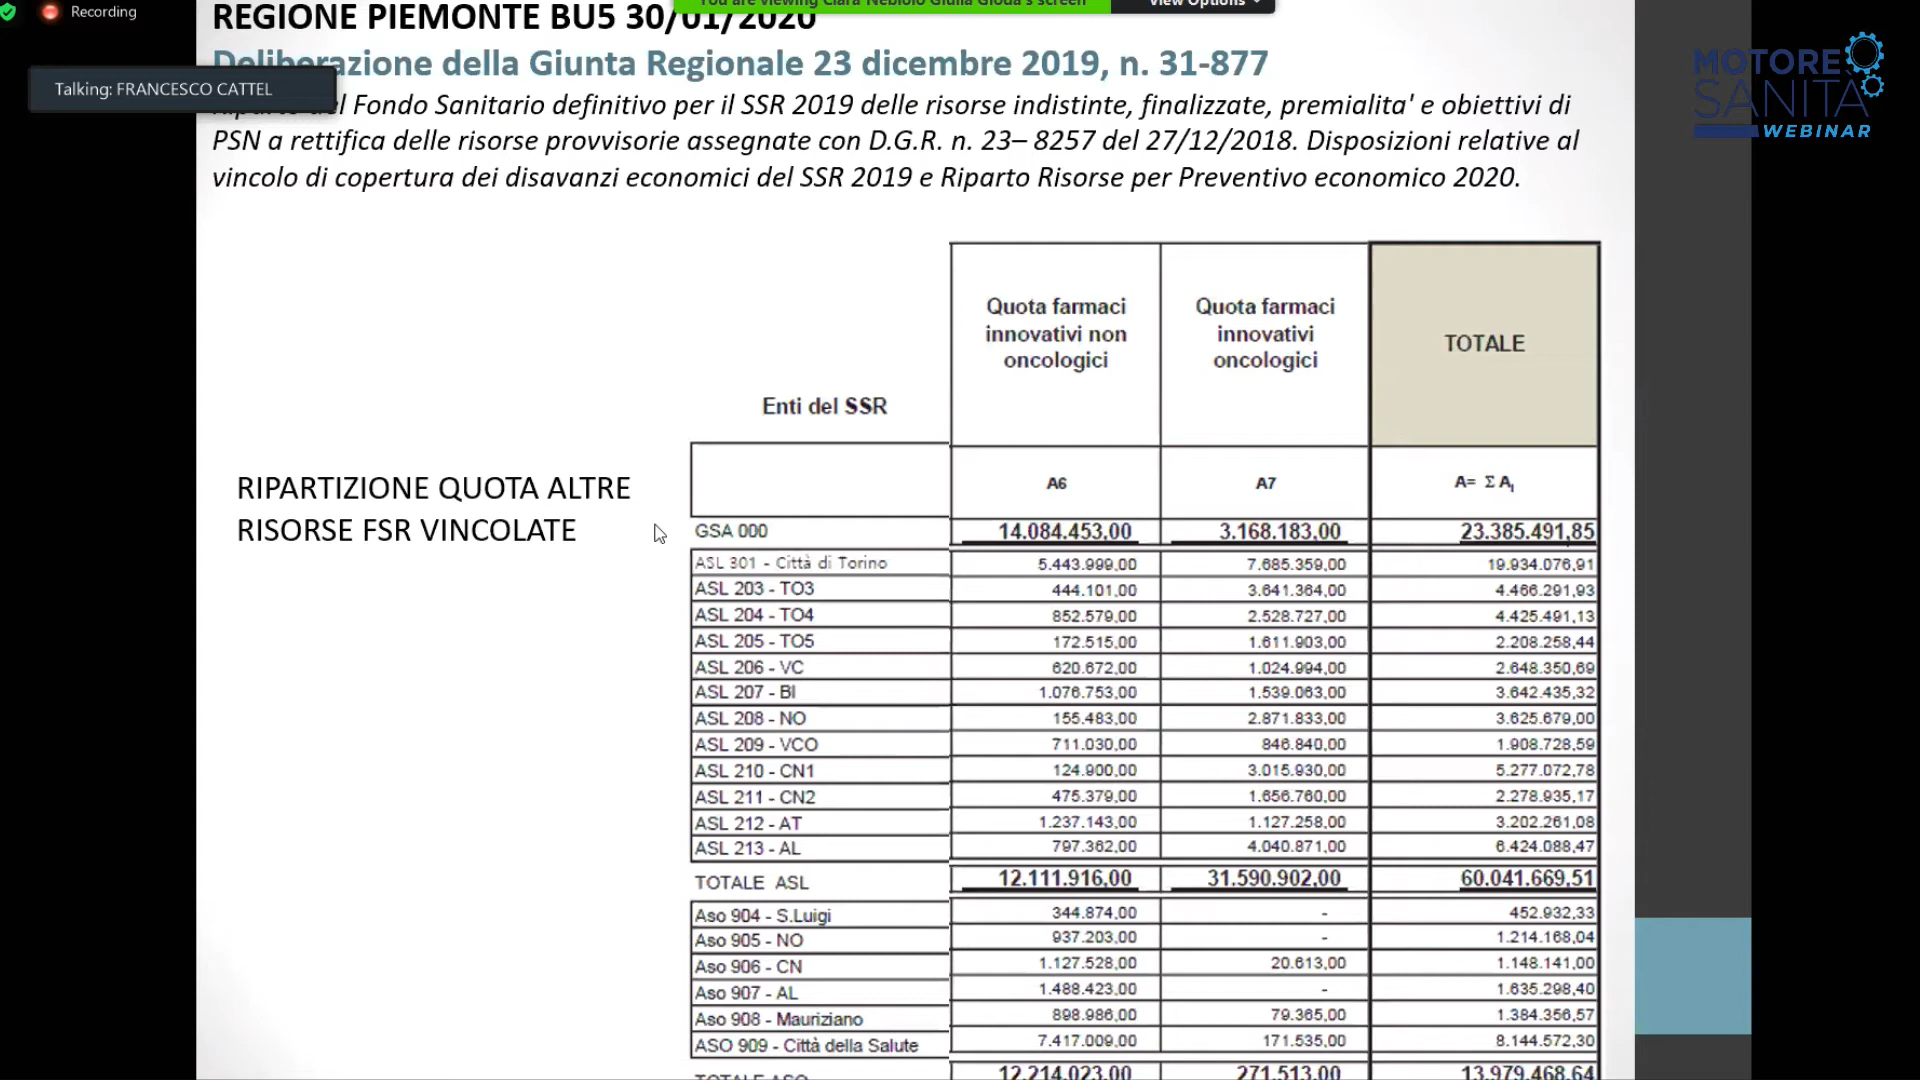 Recording
You are viewing Clara Nebiolo Giulia Gioda's screen
View Options
REGIONE PIEMONTE BU5 30/01/2020
Deliberazione della Giunta Regionale 23 dicembre 2019, n. 31-877
Talking: FRANCESCO CATTEL
Fondo Sanitario definitivo per il SSR 2019 delle risorse indistinte, finalizzate, premialita' e obiettivi di
PSN a rettifica delle risorse provvisorie assegnate con D.G.R. n. 23– 8257 del 27/12/2018. Disposizioni relative al
vincolo di copertura dei disavanzi economici del SSR 2019 e Riparto Risorse per Preventivo economico 2020.
MOTORE
SANITÀ
WEBINAR
RIPARTIZIONE QUOTA ALTRE
RISORSE FSR VINCOLATE
Enti del SSR
Quota farmaci
innovativi non
oncologici
Quota farmaci
innovativi
oncologici
TOTALE
A6 A7 A= Σ Aᵢ
GSA 000 14.084.453,00 3.168.183,00 23.385.491,85
ASL 301 - Città di Torino 5.443.999,00 7.685.359,00 19.934.076,91
ASL 203 - TO3 444.101,00 3.641.364,00 4.466.291,93
ASL 204 - TO4 852.579,00 2.528.727,00 4.425.491,13
ASL 205 - TO5 172.515,00 1.611.903,00 2.208.258,44
ASL 206 - VC 620.672,00 1.024.994,00 2.648.350,69
ASL 207 - BI 1.076.753,00 1.539.063,00 3.642.435,32
ASL 208 - NO 155.483,00 2.871.833,00 3.625.679,00
ASL 209 - VCO 711.030,00 846.840,00 1.908.728,59
ASL 210 - CN1 124.900,00 3.015.930,00 5.277.072,78
ASL 211 - CN2 475.379,00 1.656.760,00 2.278.935,17
ASL 212 - AT 1.237.143,00 1.127.258,00 3.202.261,08
ASL 213 - AL 797.362,00 4.040.871,00 6.424.088,47
TOTALE ASL 12.111.916,00 31.590.902,00 60.041.669,51
Aso 904 - S.Luigi 344.874,00 - 452.932,33
Aso 905 - NO 937.203,00 - 1.214.168,04
Aso 906 - CN 1.127.528,00 20.613,00 1.148.141,00
Aso 907 - AL 1.488.423,00 - 1.635.298,40
Aso 908 - Mauriziano 898.986,00 79.365,00 1.384.356,57
ASO 909 - Città della Salute 7.417.009,00 171.535,00 8.144.572,30
TOTALE ASO 12.214.023,00 271.513,00 13.979.468,64